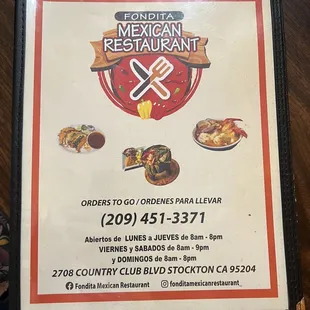 FONDITA
MEXICAN
RESTAURANT
ORDERS TO GO / ORDENES PARA LLEVAR
(209) 451-3371
Abiertos de LUNES a JUEVES de 8am - 8pm
VIERNES y SABADOS de 8am - 9pm
y DOMINGOS de 8am - 8pm
2708 COUNTRY CLUB BLVD STOCKTON CA 95204
Fondita Mexican Restaurant fonditamexicanrestaurant_